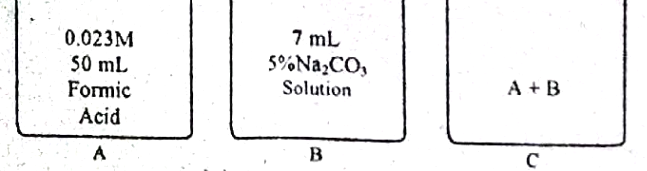 0.023M
50 mL
Formic
Acid
A
7 mL
5%Na₂CO₃
Solution
B
A + B
C